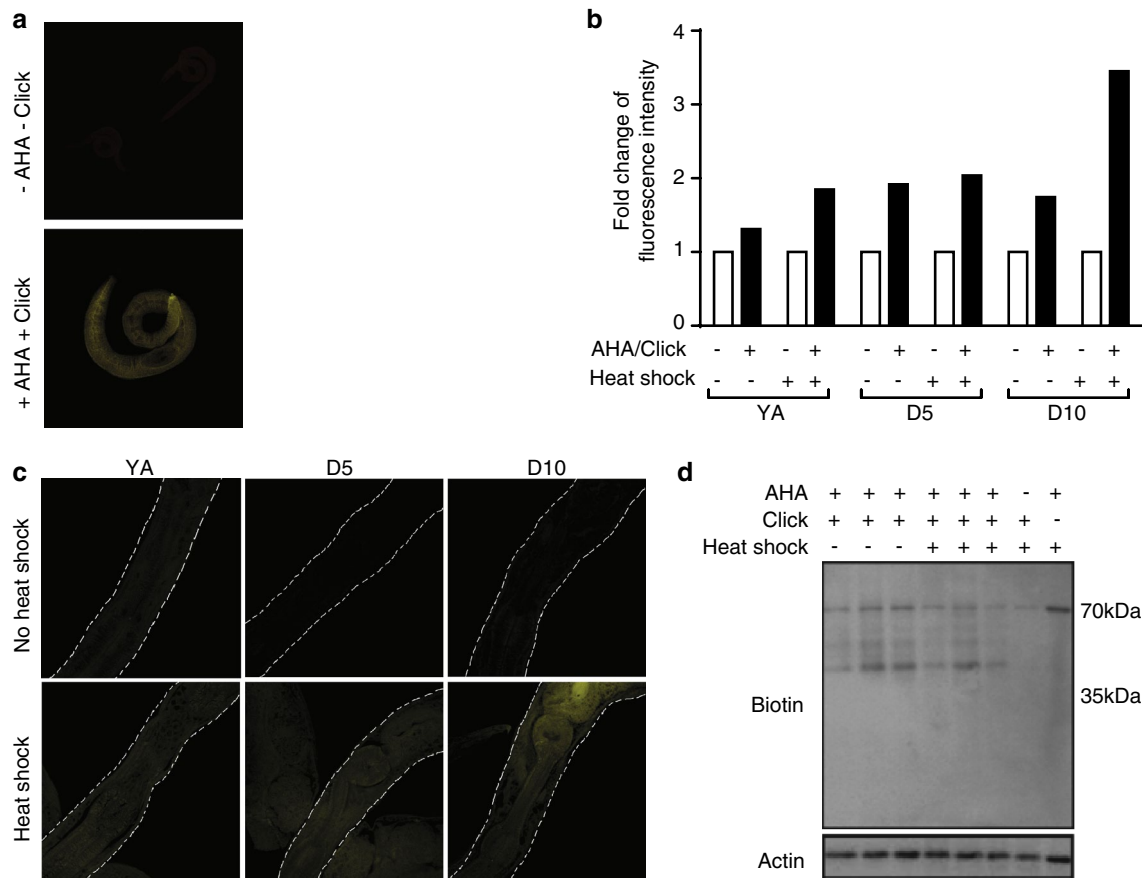 a
- AHA - Click
+ AHA + Click
b
Fold change of
fluorescence intensity
4
3
2
1
0
AHA/Click - + - + - + - + - + - +
Heat shock - - + + - - + + - - + +
YA D5 D10
c
YA D5 D10
No heat shock
Heat shock
d
AHA + + + + + + - +
Click + + + + + + + -
Heat shock - - - + + + + +
70kDa
35kDa
Biotin
Actin